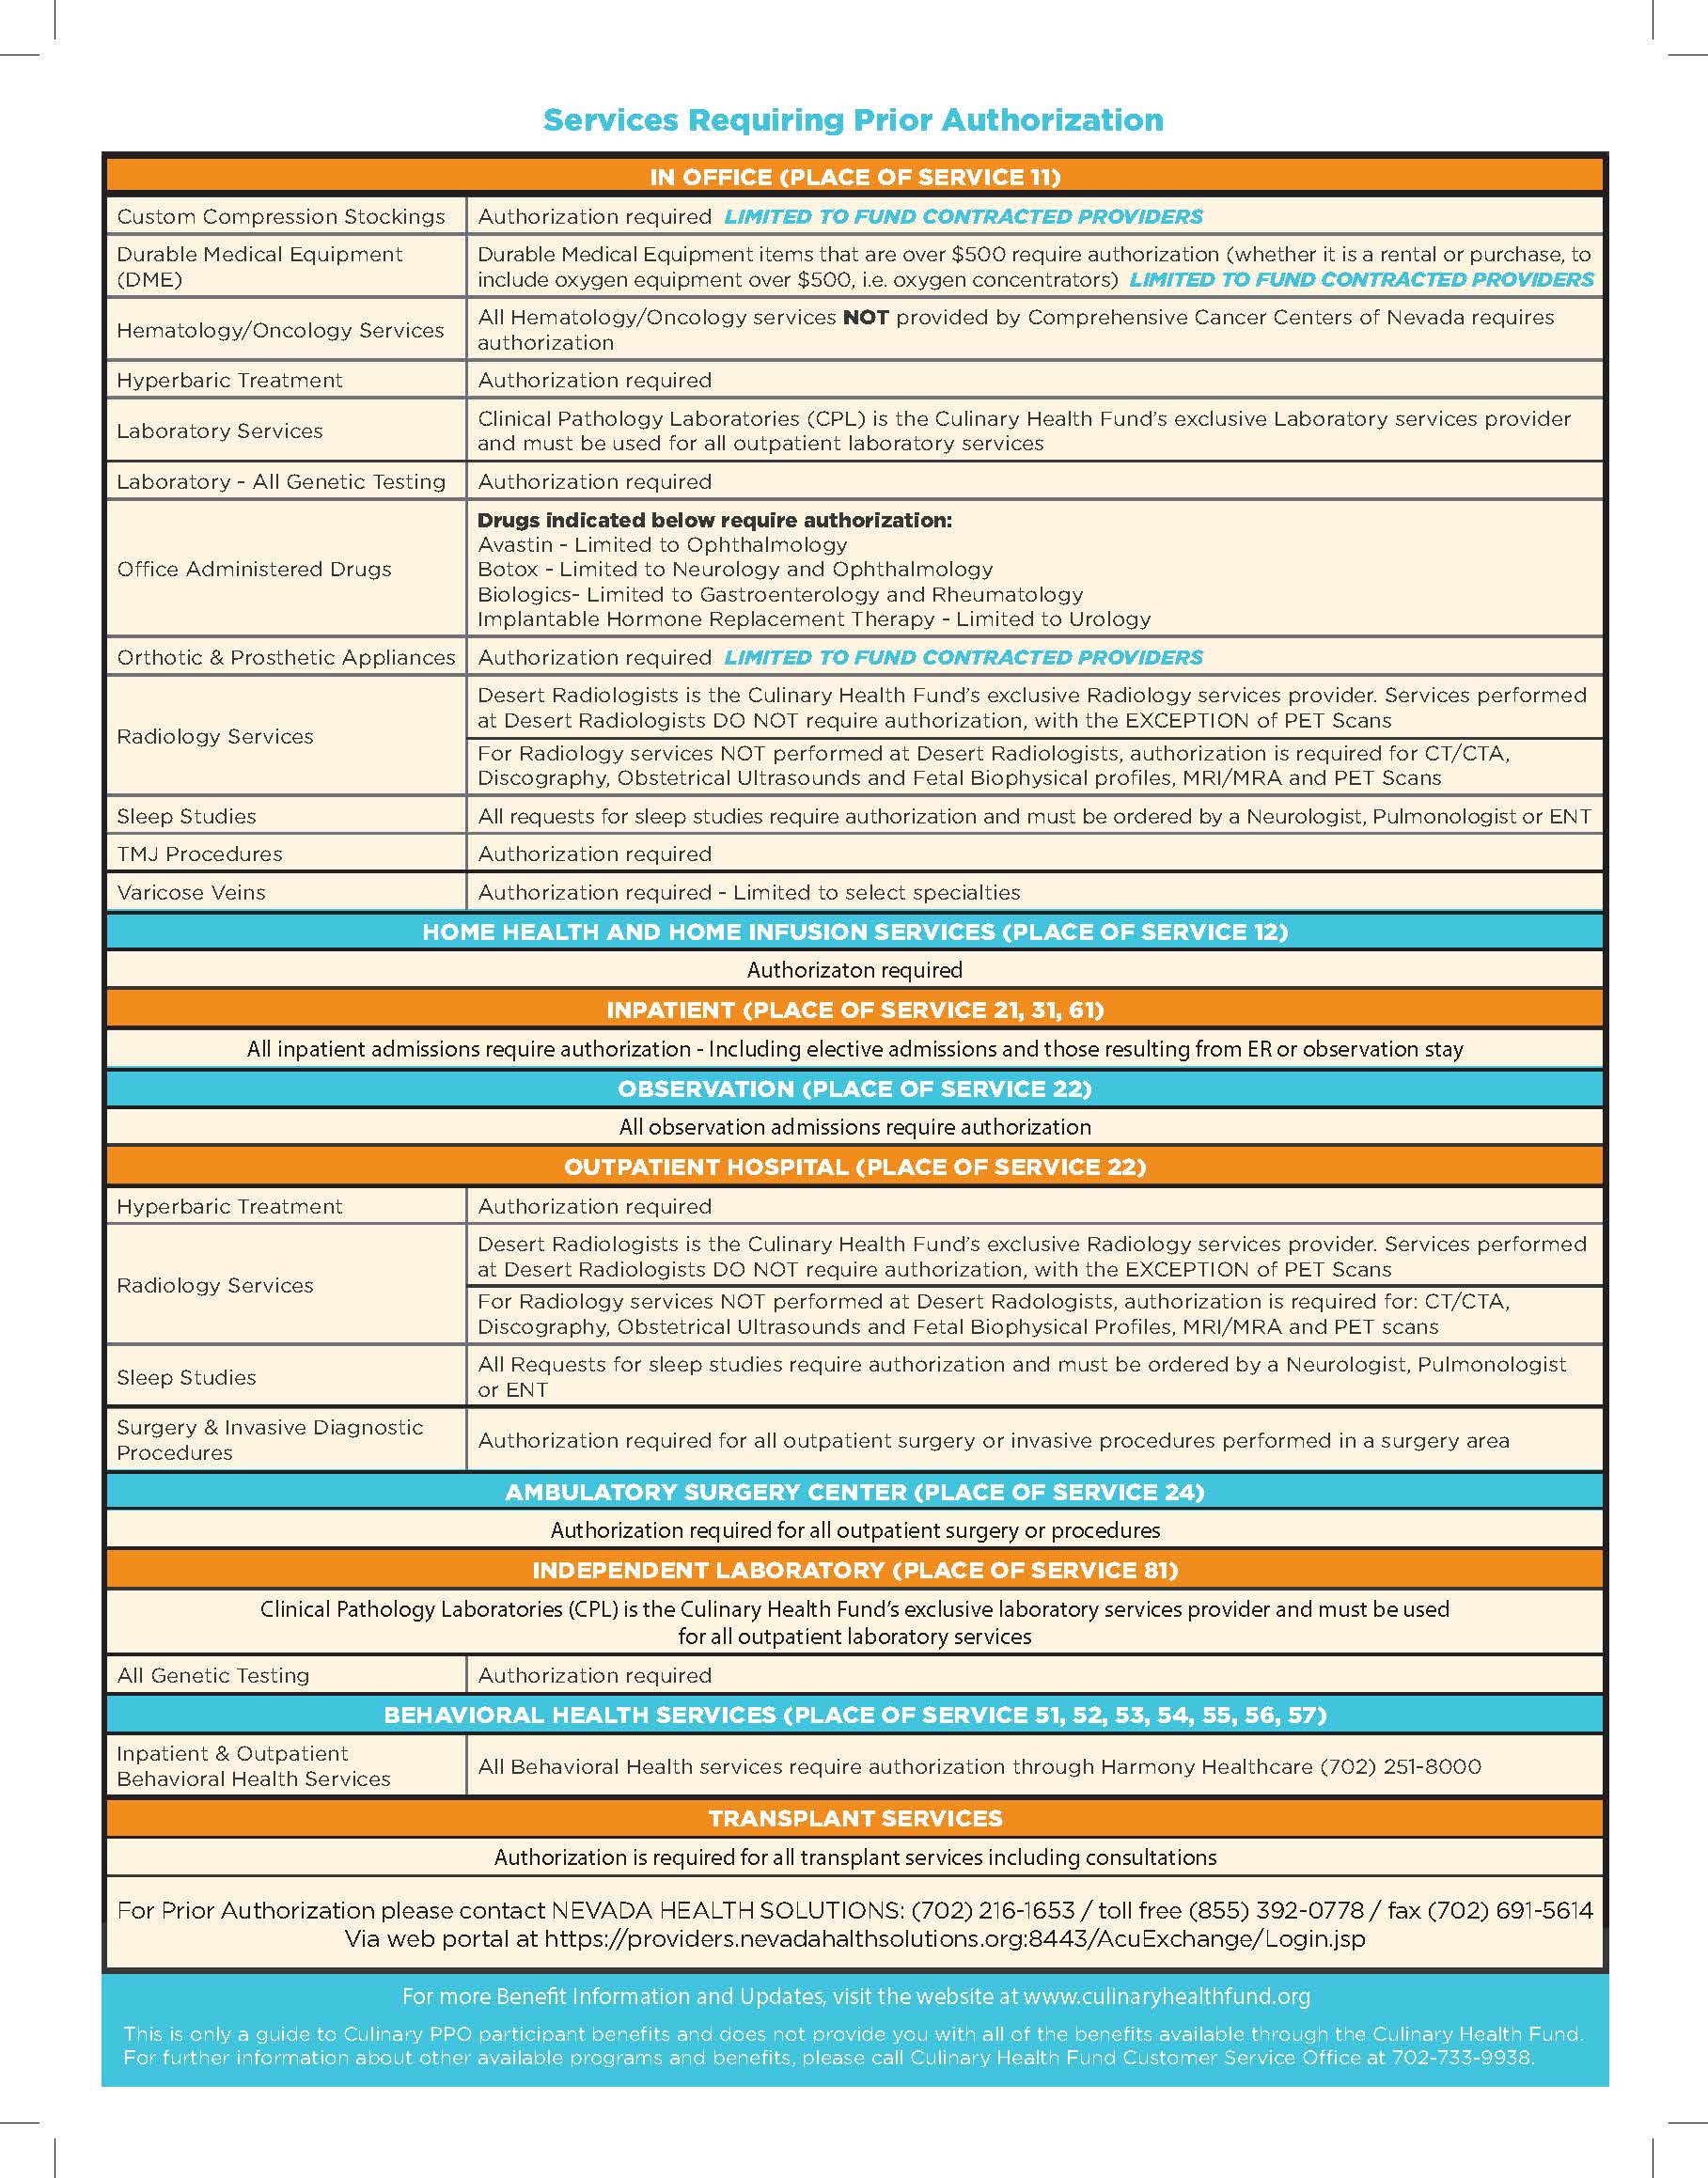 Services Requiring Prior Authorization
IN OFFICE (PLACE OF SERVICE 11)
Custom Compression Stockings
Authorization required LIMITED TO FUND CONTRACTED PROVIDERS
Durable Medical Equipment
(DME)
Durable Medical Equipment items that are over $500 require authorization (whether it is a rental or purchase, to
include oxygen equipment over $500, i.e. oxygen concentrators) LIMITED TO FUND CONTRACTED PROVIDERS
Hematology/Oncology Services
All Hematology/Oncology services NOT provided by Comprehensive Cancer Centers of Nevada requires
authorization
Hyperbaric Treatment
Authorization required
Laboratory Services
Clinical Pathology Laboratories (CPL) is the Culinary Health Fund's exclusive Laboratory services provider
and must be used for all outpatient laboratory services
Laboratory - All Genetic Testing
Authorization required
Office Administered Drugs
Drugs indicated below require authorization:
Avastin - Limited to Ophthalmology
Botox - Limited to Neurology and Ophthalmology
Biologics- Limited to Gastroenterology and Rheumatology
Implantable Hormone Replacement Therapy - Limited to Urology
Orthotic & Prosthetic Appliances
Authorization required LIMITED TO FUND CONTRACTED PROVIDERS
Radiology Services
Desert Radiologists is the Culinary Health Fund's exclusive Radiology services provider. Services performed
at Desert Radiologists DO NOT require authorization, with the EXCEPTION of PET Scans
For Radiology services NOT performed at Desert Radiologists, authorization is required for CT/CTA,
Discography, Obstetrical Ultrasounds and Fetal Biophysical profiles, MRI/MRA and PET Scans
Sleep Studies
All requests for sleep studies require authorization and must be ordered by a Neurologist, Pulmonologist or ENT
TMJ Procedures
Authorization required
Varicose Veins
Authorization required - Limited to select specialties
HOME HEALTH AND HOME INFUSION SERVICES (PLACE OF SERVICE 12)
Authorizaton required
INPATIENT (PLACE OF SERVICE 21, 31, 61)
All inpatient admissions require authorization - Including elective admissions and those resulting from ER or observation stay
OBSERVATION (PLACE OF SERVICE 22)
All observation admissions require authorization
OUTPATIENT HOSPITAL (PLACE OF SERVICE 22)
Hyperbaric Treatment
Authorization required
Radiology Services
Desert Radiologists is the Culinary Health Fund's exclusive Radiology services provider. Services performed
at Desert Radiologists DO NOT require authorization, with the EXCEPTION of PET Scans
For Radiology services NOT performed at Desert Radologists, authorization is required for: CT/CTA,
Discography, Obstetrical Ultrasounds and Fetal Biophysical Profiles, MRI/MRA and PET scans
Sleep Studies
All Requests for sleep studies require authorization and must be ordered by a Neurologist, Pulmonologist
or ENT
Surgery & Invasive Diagnostic
Procedures
Authorization required for all outpatient surgery or invasive procedures performed in a surgery area
AMBULATORY SURGERY CENTER (PLACE OF SERVICE 24)
Authorization required for all outpatient surgery or procedures
INDEPENDENT LABORATORY (PLACE OF SERVICE 81)
Clinical Pathology Laboratories (CPL) is the Culinary Health Fund's exclusive laboratory services provider and must be used
for all outpatient laboratory services
All Genetic Testing
Authorization required
BEHAVIORAL HEALTH SERVICES (PLACE OF SERVICE 51, 52, 53, 54, 55, 56, 57)
Inpatient & Outpatient
Behavioral Health Services
All Behavioral Health services require authorization through Harmony Healthcare (702) 251-8000
TRANSPLANT SERVICES
Authorization is required for all transplant services including consultations
For Prior Authorization please contact NEVADA HEALTH SOLUTIONS: (702) 216-1653 / toll free (855) 392-0778 / fax (702) 691-5614
Via web portal at https://providers.nevadahalthsolutions.org:8443/AcuExchange/Login.jsp
For more Benefit Information and Updates, visit the website at www.culinaryhealthfund.org
This is only a guide to Culinary PPO participant benefits and does not provide you with all of the benefits available through the Culinary Health Fund.
For further information about other available programs and benefits, please call Culinary Health Fund Customer Service Office at 702-733-9938.